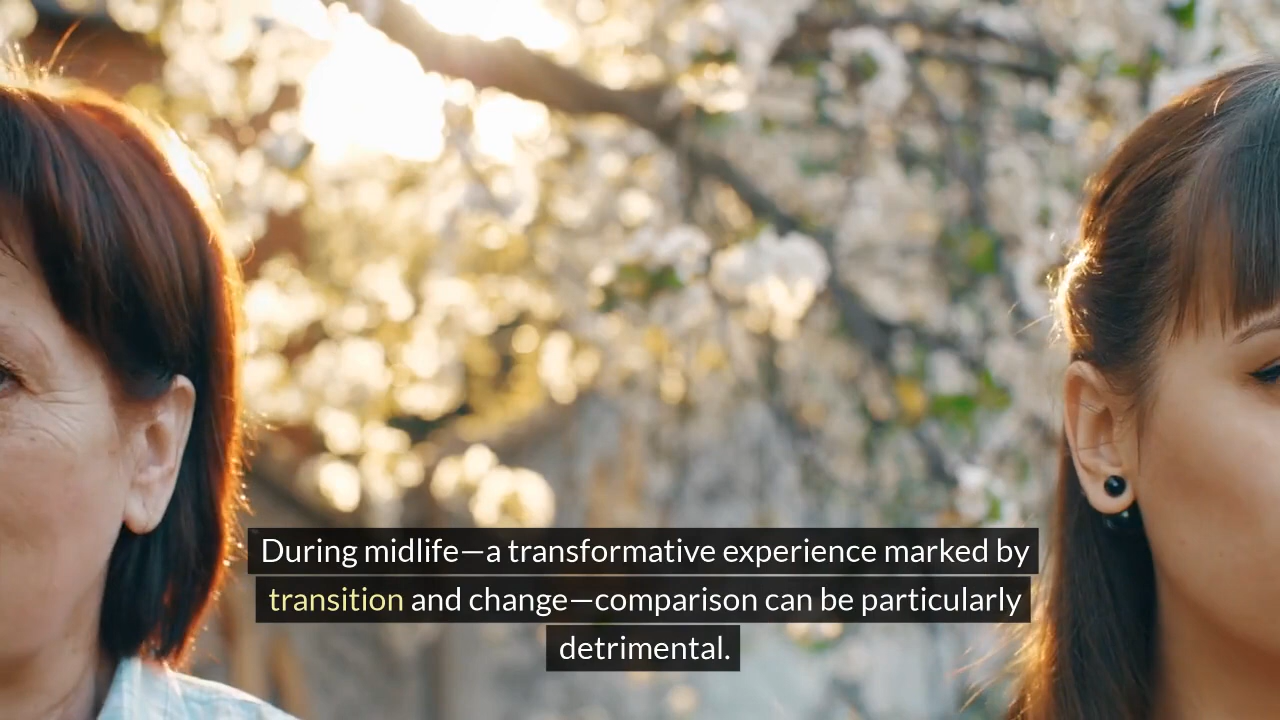 During midlife—a transformative experience marked by
transition and change—comparison can be particularly
detrimental.